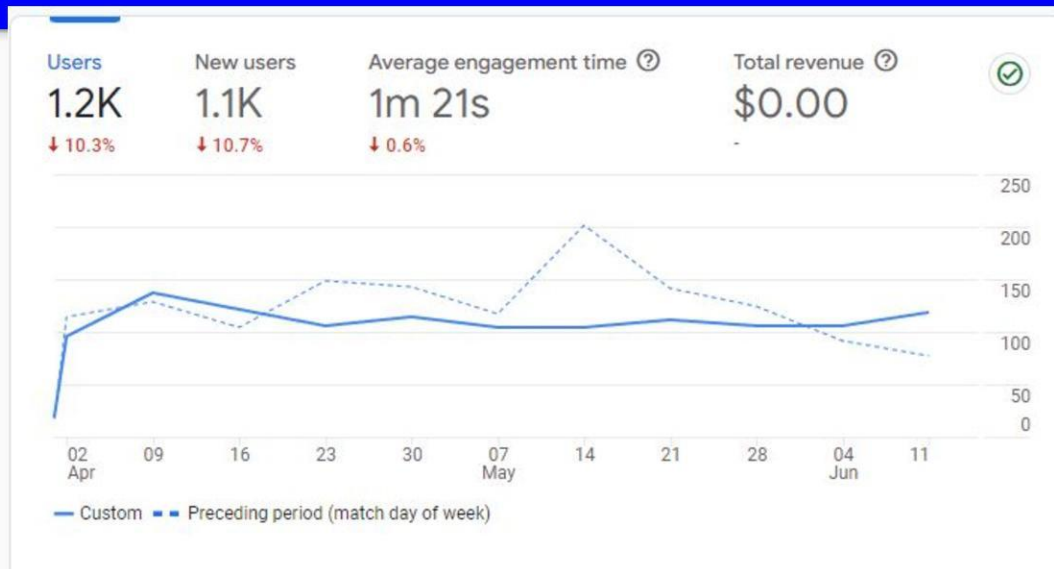 Users New users Average engagement time Total revenue
1.2K 1.1K 1m 21s $0.00
↓ 10.3% ↓ 10.7% ↓ 0.6% -
250
200
150
100
50
0
02 09 16 23 30 07 14 21 28 04 11
Apr May Jun
Custom Preceding period (match day of week)